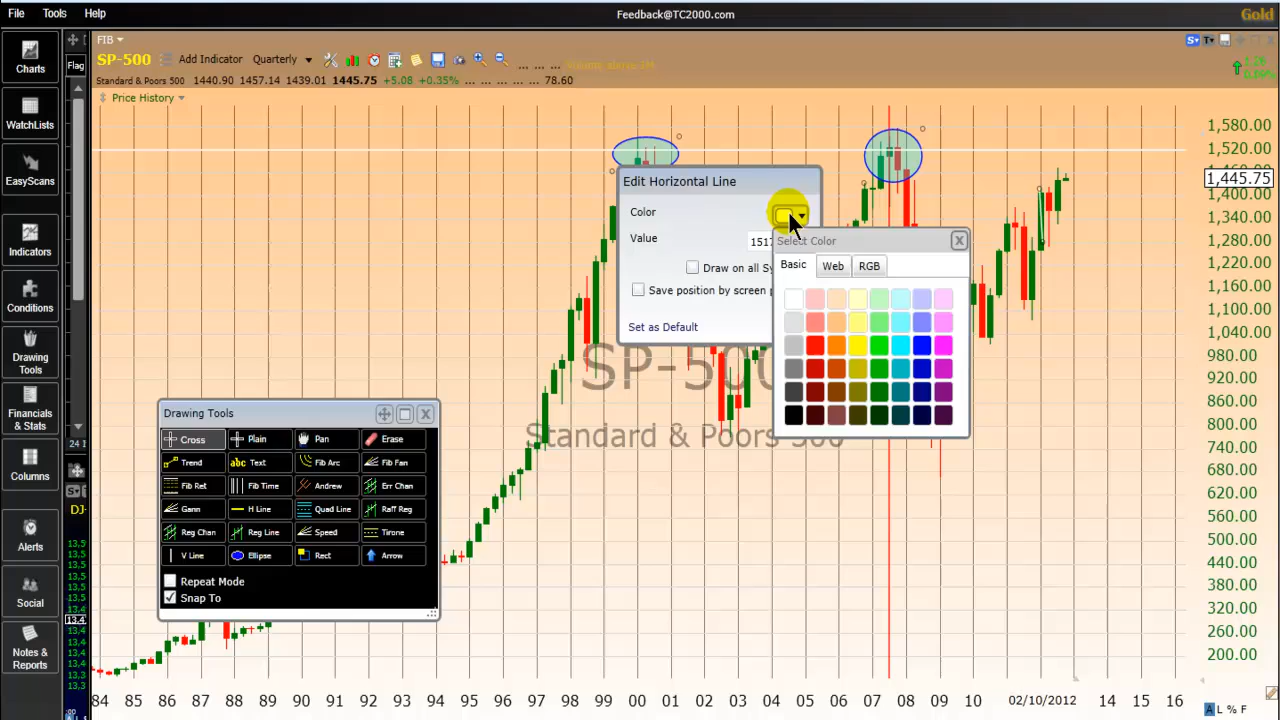 File Tools Help
Feedback@TC2000.com
Gold
FIB
SP-500 Add Indicator Quarterly
Standard & Poors 500 1440.90 1457.14 1439.01 1445.75 +5.08 +0.35% ... ... ... ... 78.60
Price History
Charts
Flag
WatchLists
EasyScans
Indicators
Conditions
Drawing Tools
Financials & Stats
Columns
Alerts
Social
Notes & Reports
Edit Horizontal Line
Color
Value
Draw on all Sy
Save position by screen p
Set as Default
Select Color
Basic Web RGB
SP-500
Standard & Poors 500
Drawing Tools
Cross Plain Pan Erase
Trend Text Fib Arc Fib Fan
Fib Ret Fib Time Andrew Err Chan
Gann H Line Quad Line Raff Reg
Reg Chan Reg Line Speed Tirone
V Line Ellipse Rect Arrow
Repeat Mode
Snap To
1,580.00
1,520.00
1,445.75
1,400.00
1,340.00
1,280.00
1,220.00
1,160.00
1,100.00
1,040.00
980.00
920.00
860.00
800.00
740.00
680.00
620.00
560.00
500.00
440.00
380.00
320.00
260.00
200.00
84 85 86 87 88 89 90 91 92 93 94 95 96 97 98 99 00 01 02 03 04 05 06 07 08 09 10 02/10/2012 14 15 16
A L % F